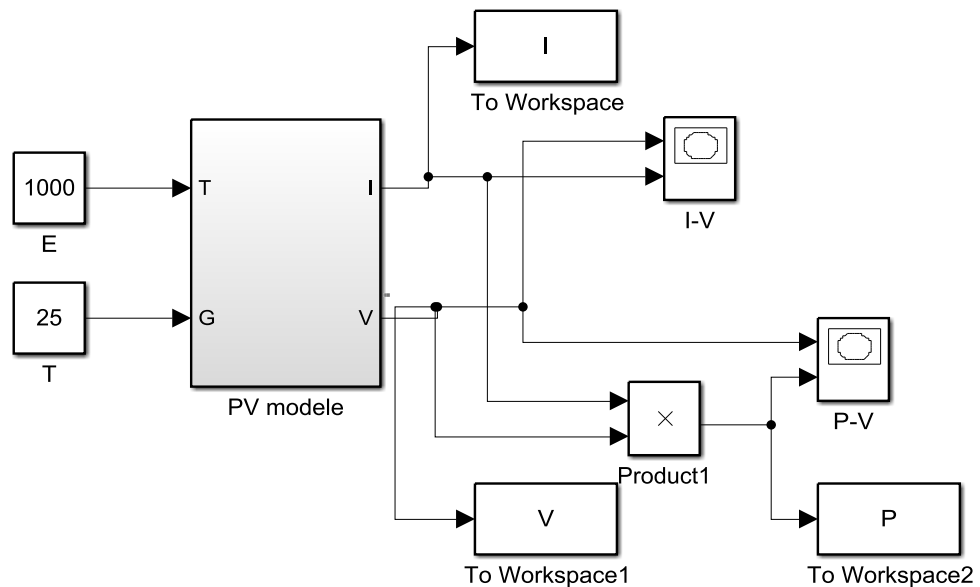 I
To Workspace
1000
E
T
I
I-V
25
T
G
V
PV modele
×
Product1
P-V
V
To Workspace1
P
To Workspace2